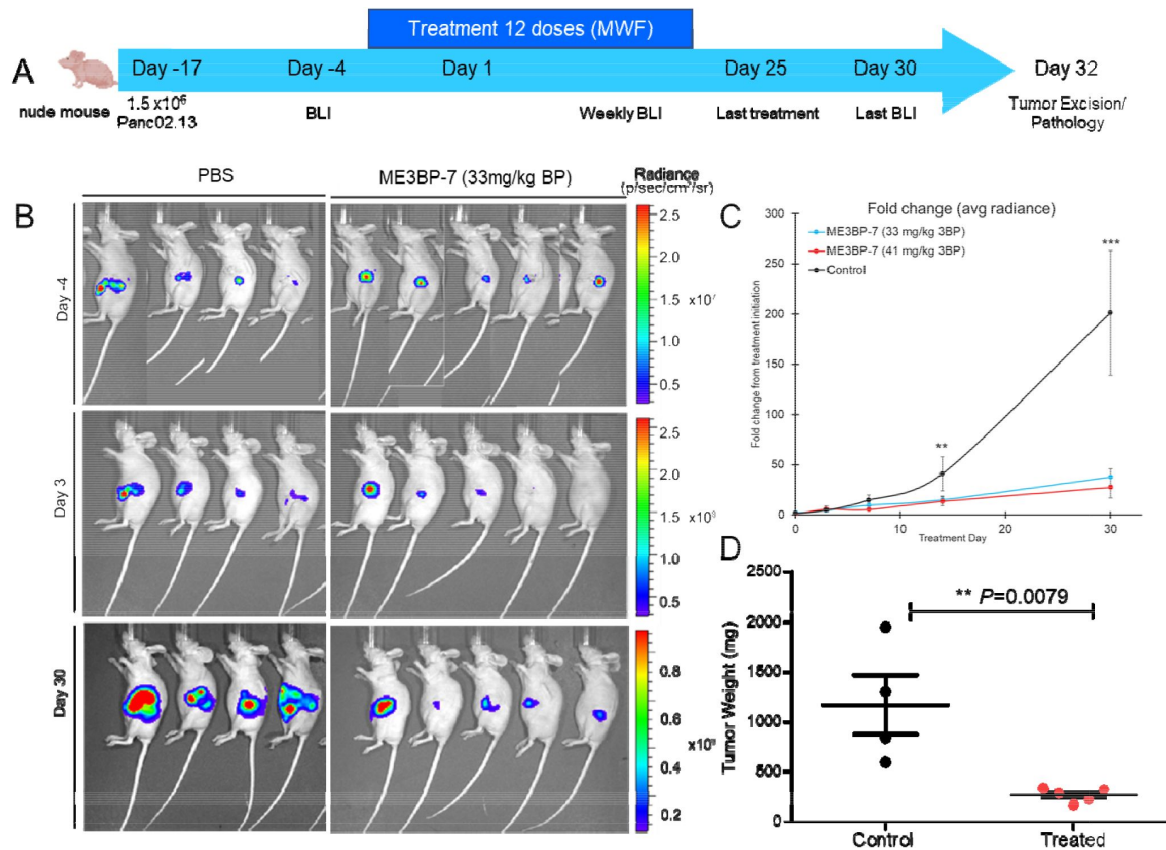 Treatment 12 doses (MWF)
A
Day -17
Day -4
Day 1
Day 25
Day 30
Day 32
nude mouse
1.5 x10⁶
Panc02.13
BLI
Weekly BLI
Last treatment
Last BLI
Tumor Excision/
Pathology
B
PBS
ME3BP-7 (33mg/kg BP)
Radiance
(p/sec/cm²/sr)
Day -4
2.5
2.0
1.5
x10⁷
1.0
0.5
Day 3
2.5
2.0
1.5
1.0
0.5
Day 30
0.8
0.6
0.4
0.2
C
Fold change (avg radiance)
ME3BP-7 (33 mg/kg 3BP)
ME3BP-7 (41 mg/kg 3BP)
Control
Fold change from treatment initiation
300
250
200
150
100
50
0
**
***
0
10
20
30
Treatment Day
D
Tumor Weight (mg)
2500
2000
1500
1000
500
0
** P=0.0079
Control
Treated